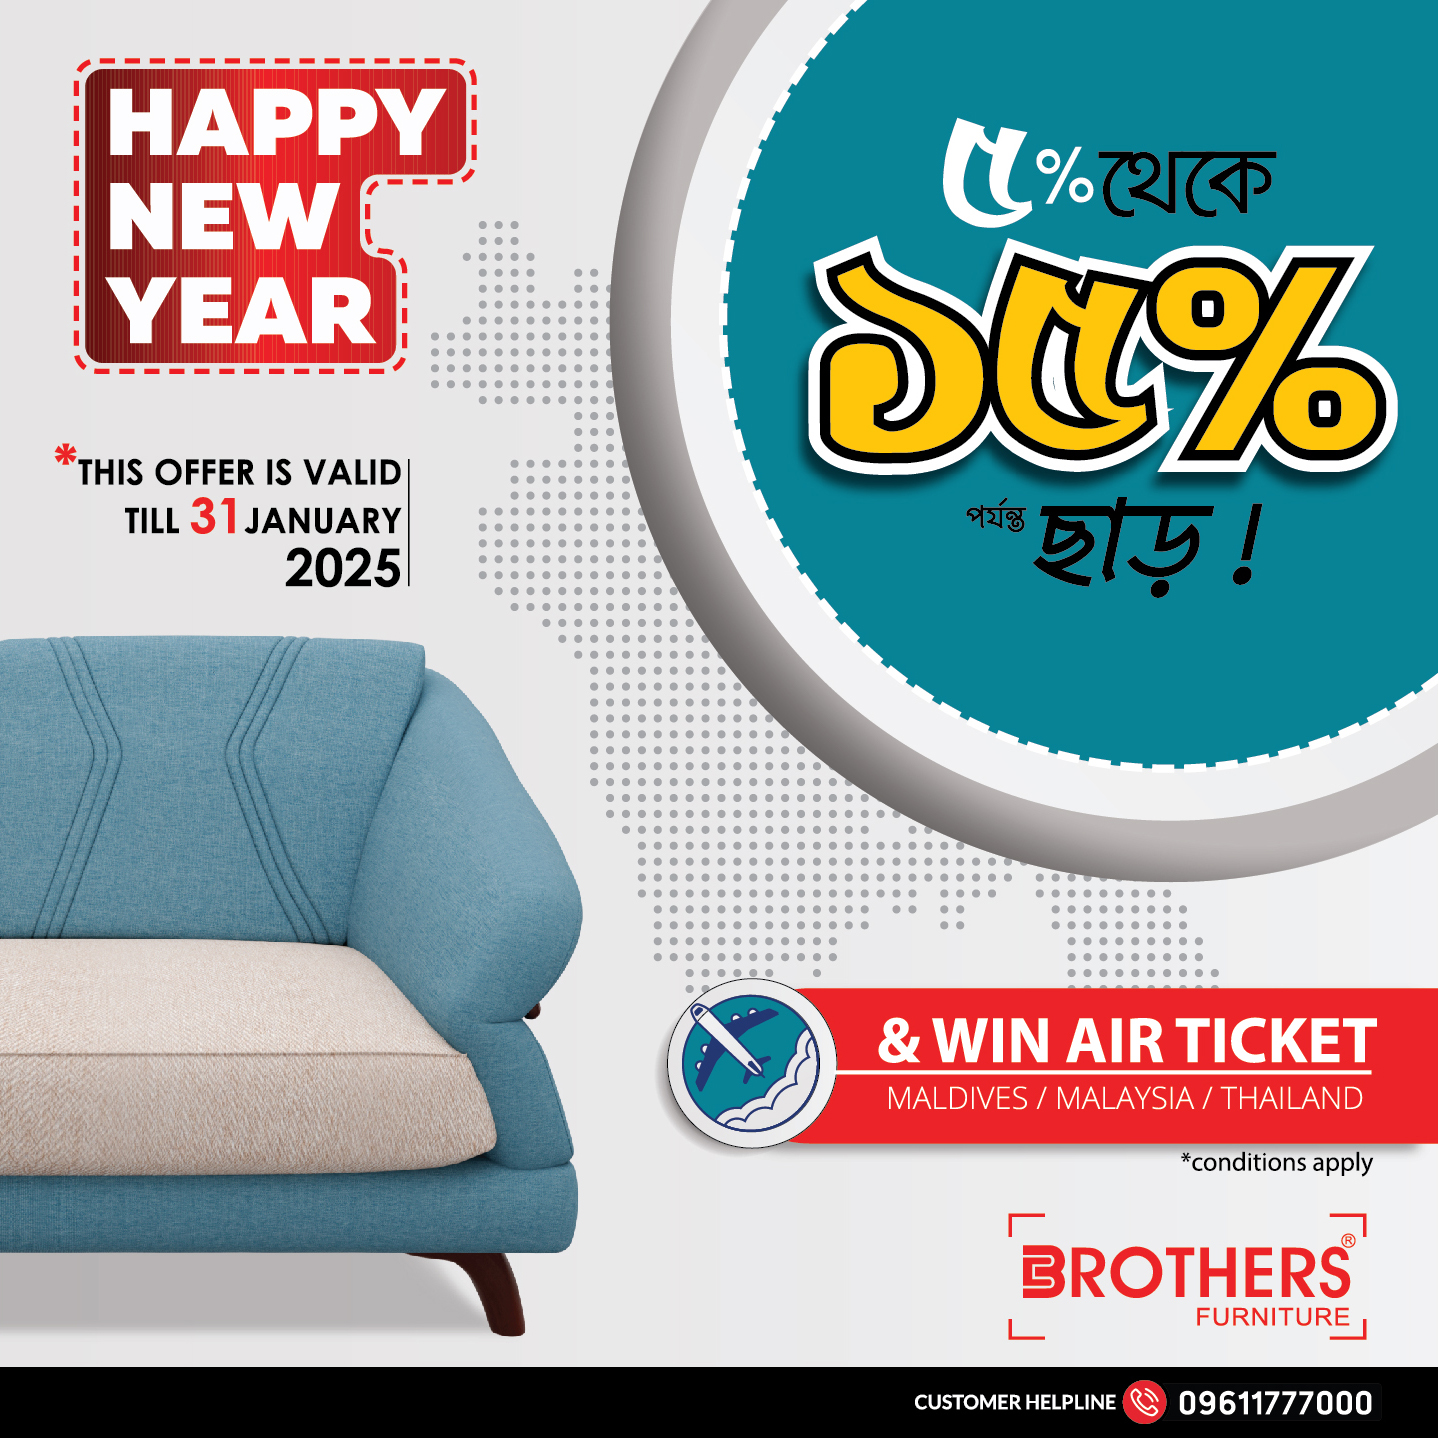 HAPPY
NEW
YEAR
*THIS OFFER IS VALID
TILL 31 JANUARY
2025
৫% থেকে
১৫%
পর্যন্ত ছাড় !
& WIN AIR TICKET
MALDIVES / MALAYSIA / THAILAND
*conditions apply
BROTHERS®
FURNITURE
CUSTOMER HELPLINE 09611777000